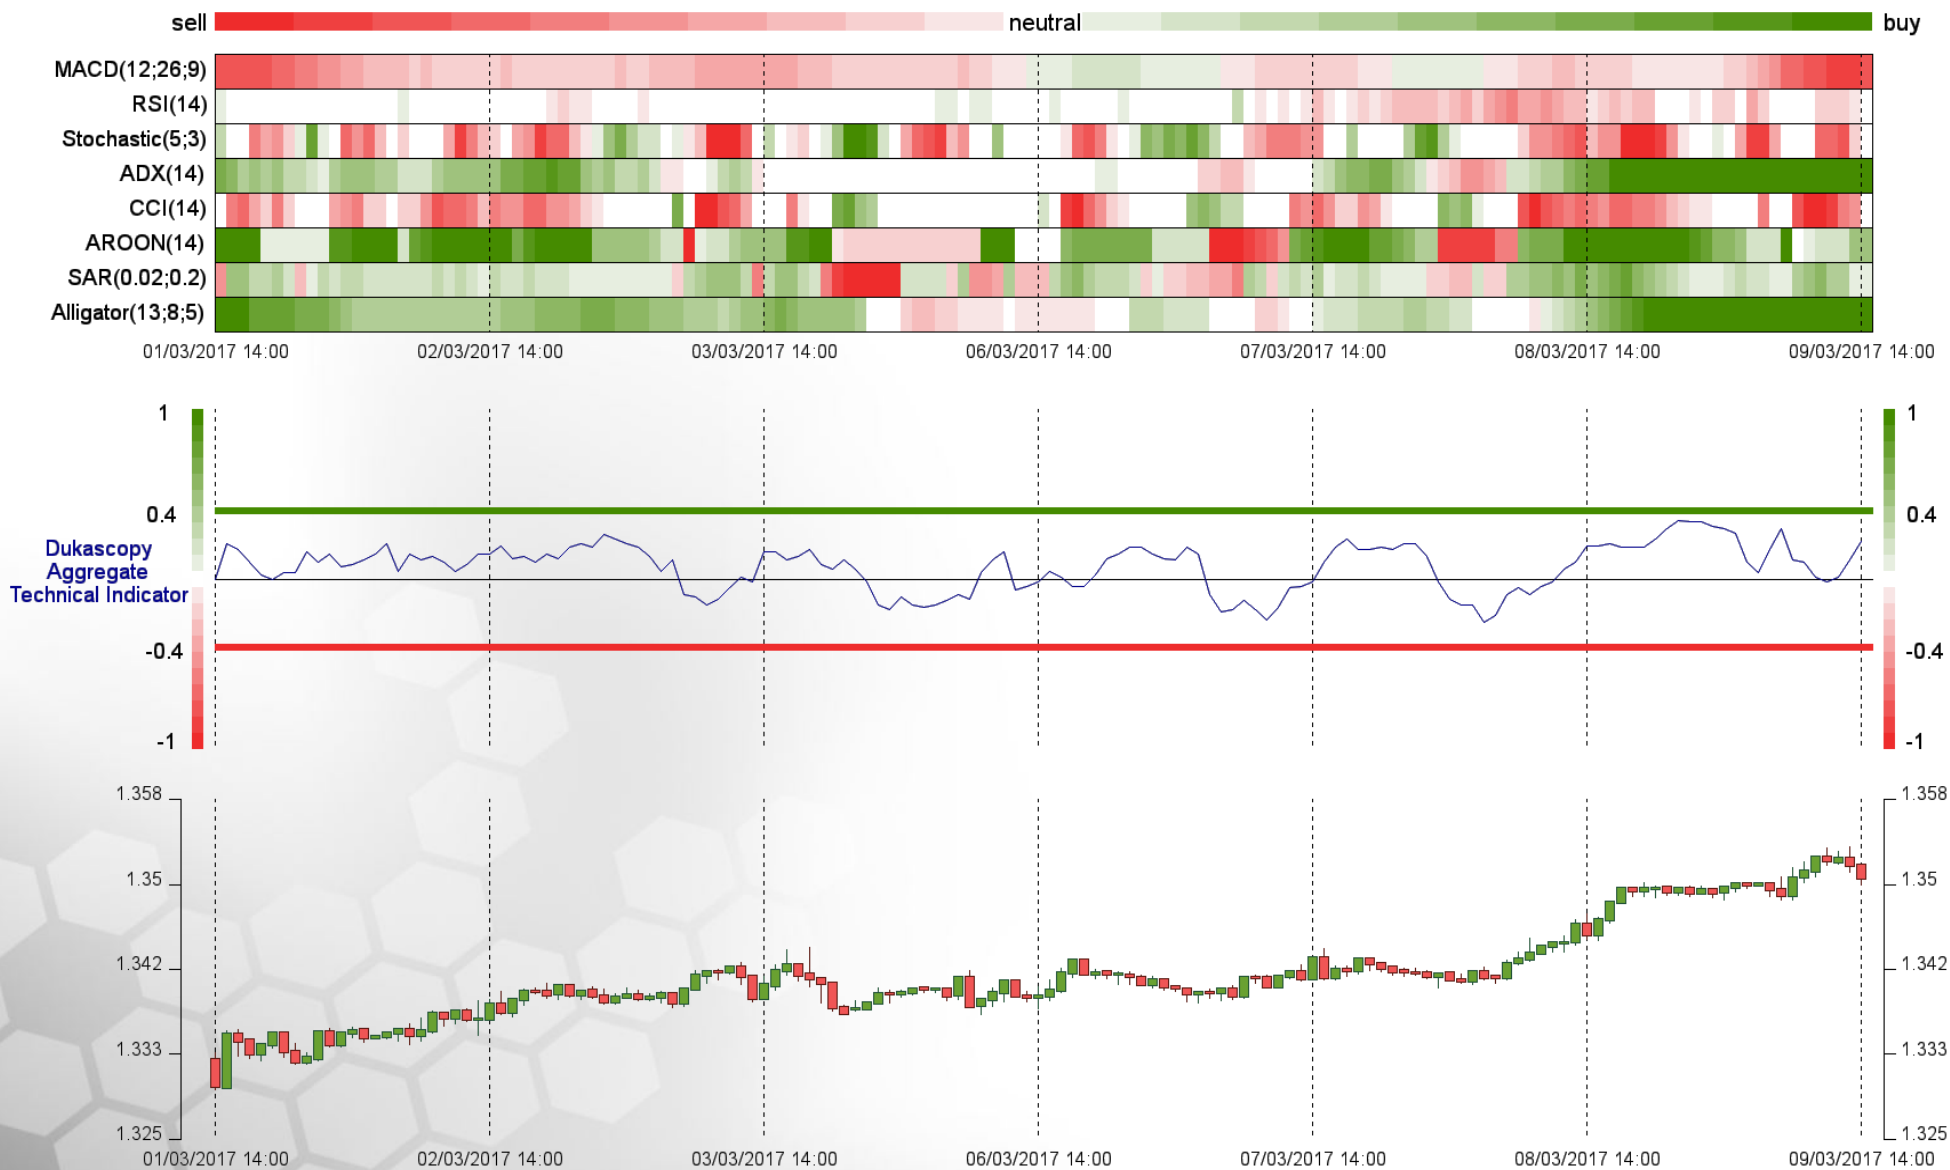 sell neutral buy
MACD(12;26;9)
RSI(14)
Stochastic(5;3)
ADX(14)
CCI(14)
AROON(14)
SAR(0.02;0.2)
Alligator(13;8;5)
01/03/2017 14:00 02/03/2017 14:00 03/03/2017 14:00 06/03/2017 14:00 07/03/2017 14:00 08/03/2017 14:00 09/03/2017 14:00
1 1
0.4 0.4
Dukascopy
Aggregate
Technical Indicator
-0.4 -0.4
-1 -1
1.358 1.358
1.35 1.35
1.342 1.342
1.333 1.333
1.325 1.325
01/03/2017 14:00 02/03/2017 14:00 03/03/2017 14:00 06/03/2017 14:00 07/03/2017 14:00 08/03/2017 14:00 09/03/2017 14:00